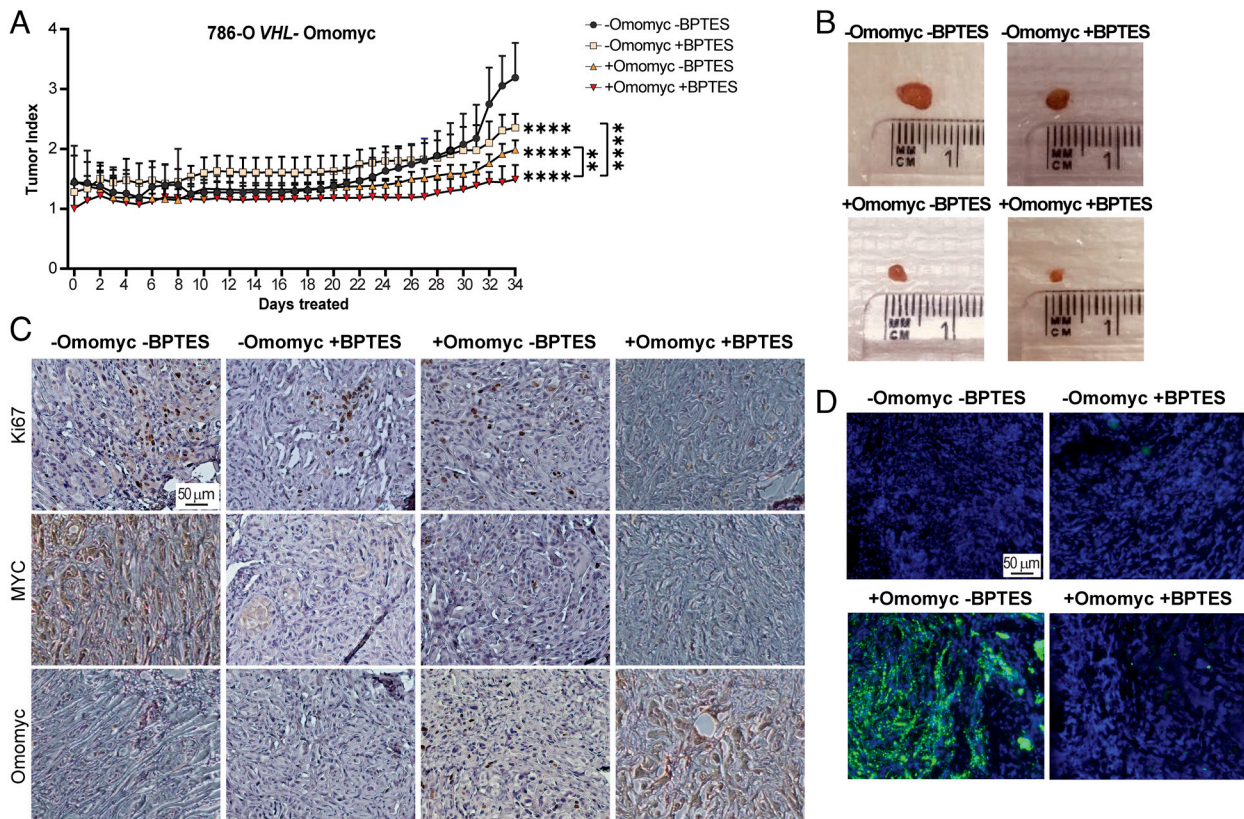 A
786-O VHL- Omomyc
Tumor Index
4
3
2
1
0
0 2 4 6 8 10 12 14 16 18 20 22 24 26 28 30 32 34
Days treated
-Omomyc -BPTES
-Omomyc +BPTES
+Omomyc -BPTES
+Omomyc +BPTES
****
****
****
**
****
B
-Omomyc -BPTES
-Omomyc +BPTES
MM
CM
1
MM
CM
1
+Omomyc -BPTES
+Omomyc +BPTES
MM
CM
1
MM
CM
1
C
-Omomyc -BPTES
-Omomyc +BPTES
+Omomyc -BPTES
+Omomyc +BPTES
Ki67
50 µm
MYC
Omomyc
D
-Omomyc -BPTES
-Omomyc +BPTES
50 µm
+Omomyc -BPTES
+Omomyc +BPTES